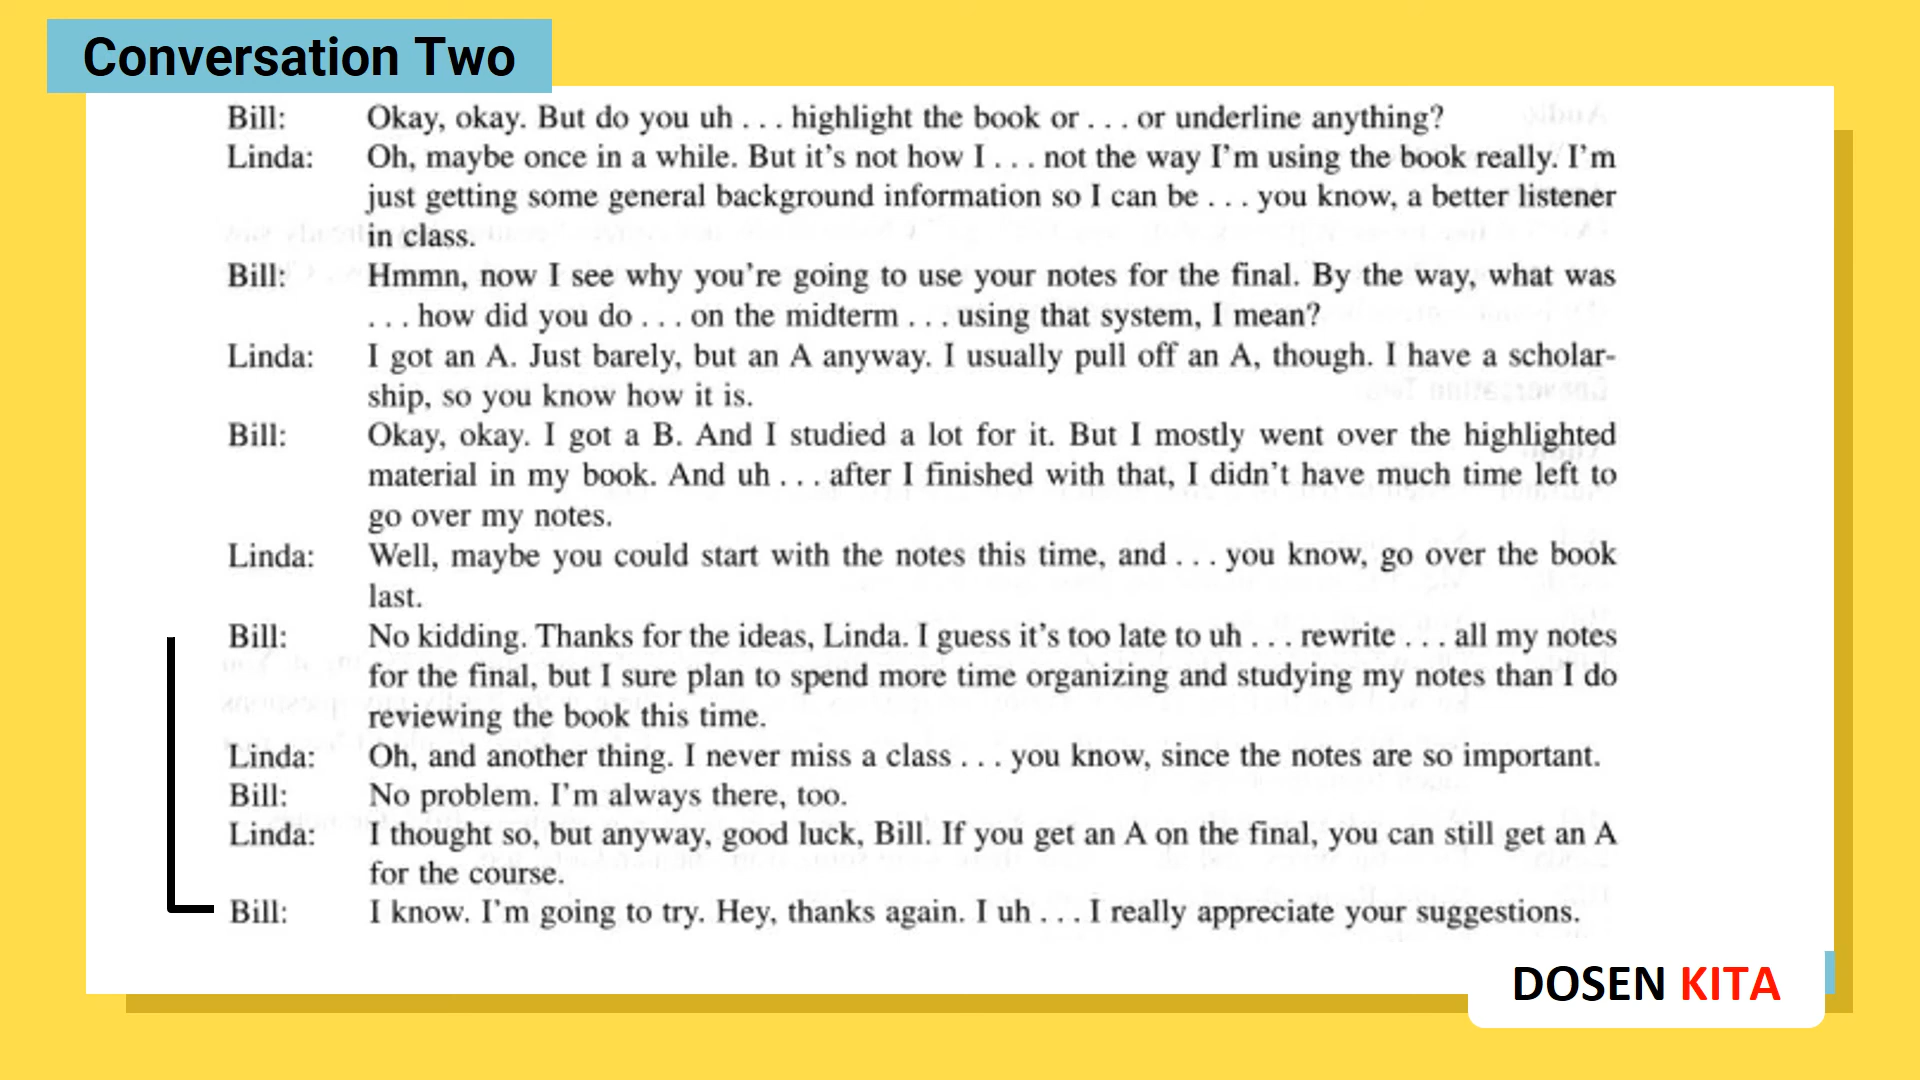 Conversation Two
Bill: Okay, okay. But do you uh . . . highlight the book or . . . or underline anything?
Linda: Oh, maybe once in a while. But it's not how I . . . not the way I'm using the book really. I'm
just getting some general background information so I can be . . . you know, a better listener
in class.
Bill: Hmmn, now I see why you're going to use your notes for the final. By the way, what was
. . . how did you do . . . on the midterm . . . using that system, I mean?
Linda: I got an A. Just barely, but an A anyway. I usually pull off an A, though. I have a scholar-
ship, so you know how it is.
Bill: Okay, okay. I got a B. And I studied a lot for it. But I mostly went over the highlighted
material in my book. And uh . . . after I finished with that, I didn't have much time left to
go over my notes.
Linda: Well, maybe you could start with the notes this time, and . . . you know, go over the book
last.
Bill: No kidding. Thanks for the ideas, Linda. I guess it's too late to uh . . . rewrite . . . all my notes
for the final, but I sure plan to spend more time organizing and studying my notes than I do
reviewing the book this time.
Linda: Oh, and another thing. I never miss a class . . . you know, since the notes are so important.
Bill: No problem. I'm always there, too.
Linda: I thought so, but anyway, good luck, Bill. If you get an A on the final, you can still get an A
for the course.
Bill: I know. I'm going to try. Hey, thanks again. I uh . . . I really appreciate your suggestions.
DOSEN KITA